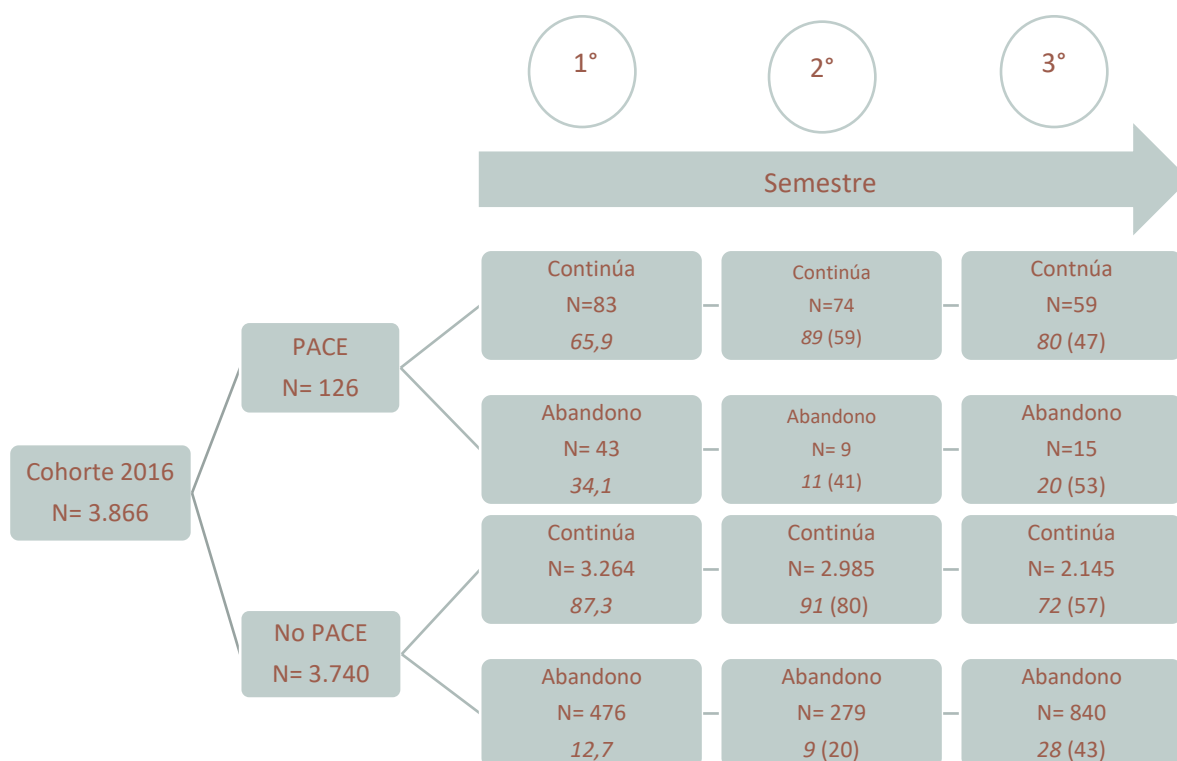 1°
2°
3°
Semestre
Cohorte 2016
N= 3.866
PACE
N= 126
Continúa
N=83
65,9
Continúa
N=74
89 (59)
Contnúa
N=59
80 (47)
Abandono
N= 43
34,1
Abandono
N= 9
11 (41)
Abandono
N=15
20 (53)
No PACE
N= 3.740
Continúa
N= 3.264
87,3
Continúa
N= 2.985
91 (80)
Continúa
N= 2.145
72 (57)
Abandono
N= 476
12,7
Abandono
N= 279
9 (20)
Abandono
N= 840
28 (43)